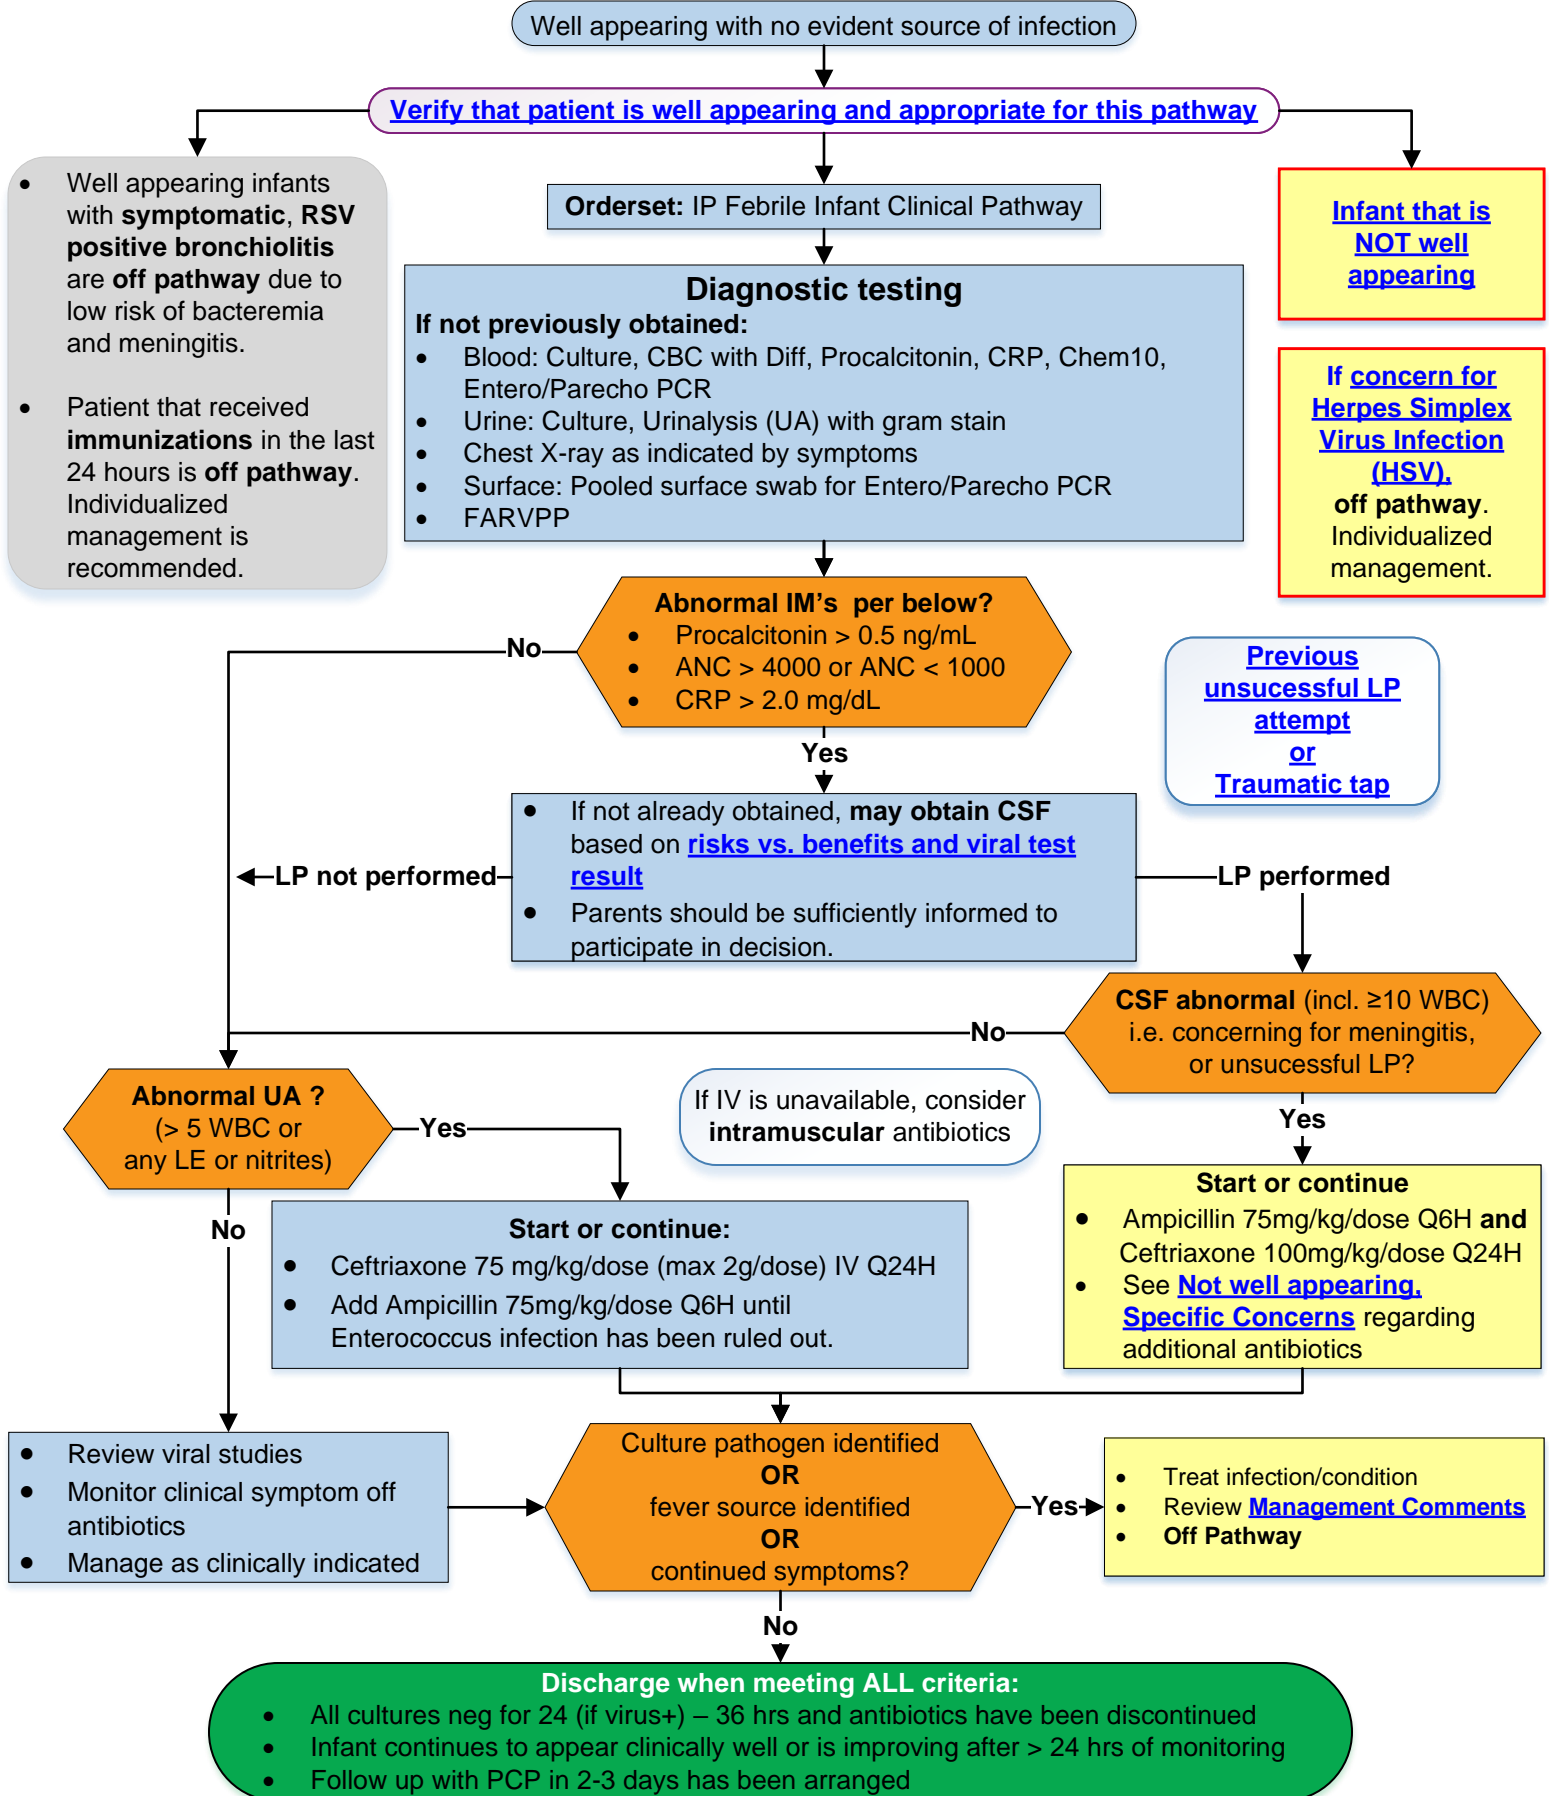 Well appearing with no evident source of infection
Verify that patient is well appearing and appropriate for this pathway
• Well appearing infants
with symptomatic, RSV
positive bronchiolitis
are off pathway due to
low risk of bacteremia
and meningitis.
• Patient that received
immunizations in the last
24 hours is off pathway.
Individualized
management is
recommended.
Orderset: IP Febrile Infant Clinical Pathway
Infant that is
NOT well
appearing
Diagnostic testing
If not previously obtained:
• Blood: Culture, CBC with Diff, Procalcitonin, CRP, Chem10,
Entero/Parecho PCR
• Urine: Culture, Urinalysis (UA) with gram stain
• Chest X-ray as indicated by symptoms
• Surface: Pooled surface swab for Entero/Parecho PCR
• FARVPP
If concern for
Herpes Simplex
Virus Infection
(HSV),
off pathway.
Individualized
management.
Abnormal IM's per below?
• Procalcitonin > 0.5 ng/mL
• ANC > 4000 or ANC < 1000
• CRP > 2.0 mg/dL
No
Yes
Previous
unsucessful LP
attempt
or
Traumatic tap
• If not already obtained, may obtain CSF
based on risks vs. benefits and viral test
result
• Parents should be sufficiently informed to
participate in decision.
LP not performed
LP performed
CSF abnormal (incl. ≥10 WBC)
i.e. concerning for meningitis,
or unsucessful LP?
No
Yes
Abnormal UA ?
(> 5 WBC or
any LE or nitrites)
Yes
No
If IV is unavailable, consider
intramuscular antibiotics
Start or continue:
• Ceftriaxone 75 mg/kg/dose (max 2g/dose) IV Q24H
• Add Ampicillin 75mg/kg/dose Q6H until
Enterococcus infection has been ruled out.
Start or continue
• Ampicillin 75mg/kg/dose Q6H and
Ceftriaxone 100mg/kg/dose Q24H
• See Not well appearing,
Specific Concerns regarding
additional antibiotics
• Review viral studies
• Monitor clinical symptom off
antibiotics
• Manage as clinically indicated
Culture pathogen identified
OR
fever source identified
OR
continued symptoms?
Yes
• Treat infection/condition
• Review Management Comments
• Off Pathway
No
Discharge when meeting ALL criteria:
• All cultures neg for 24 (if virus+) – 36 hrs and antibiotics have been discontinued
• Infant continues to appear clinically well or is improving after > 24 hrs of monitoring
• Follow up with PCP in 2-3 days has been arranged